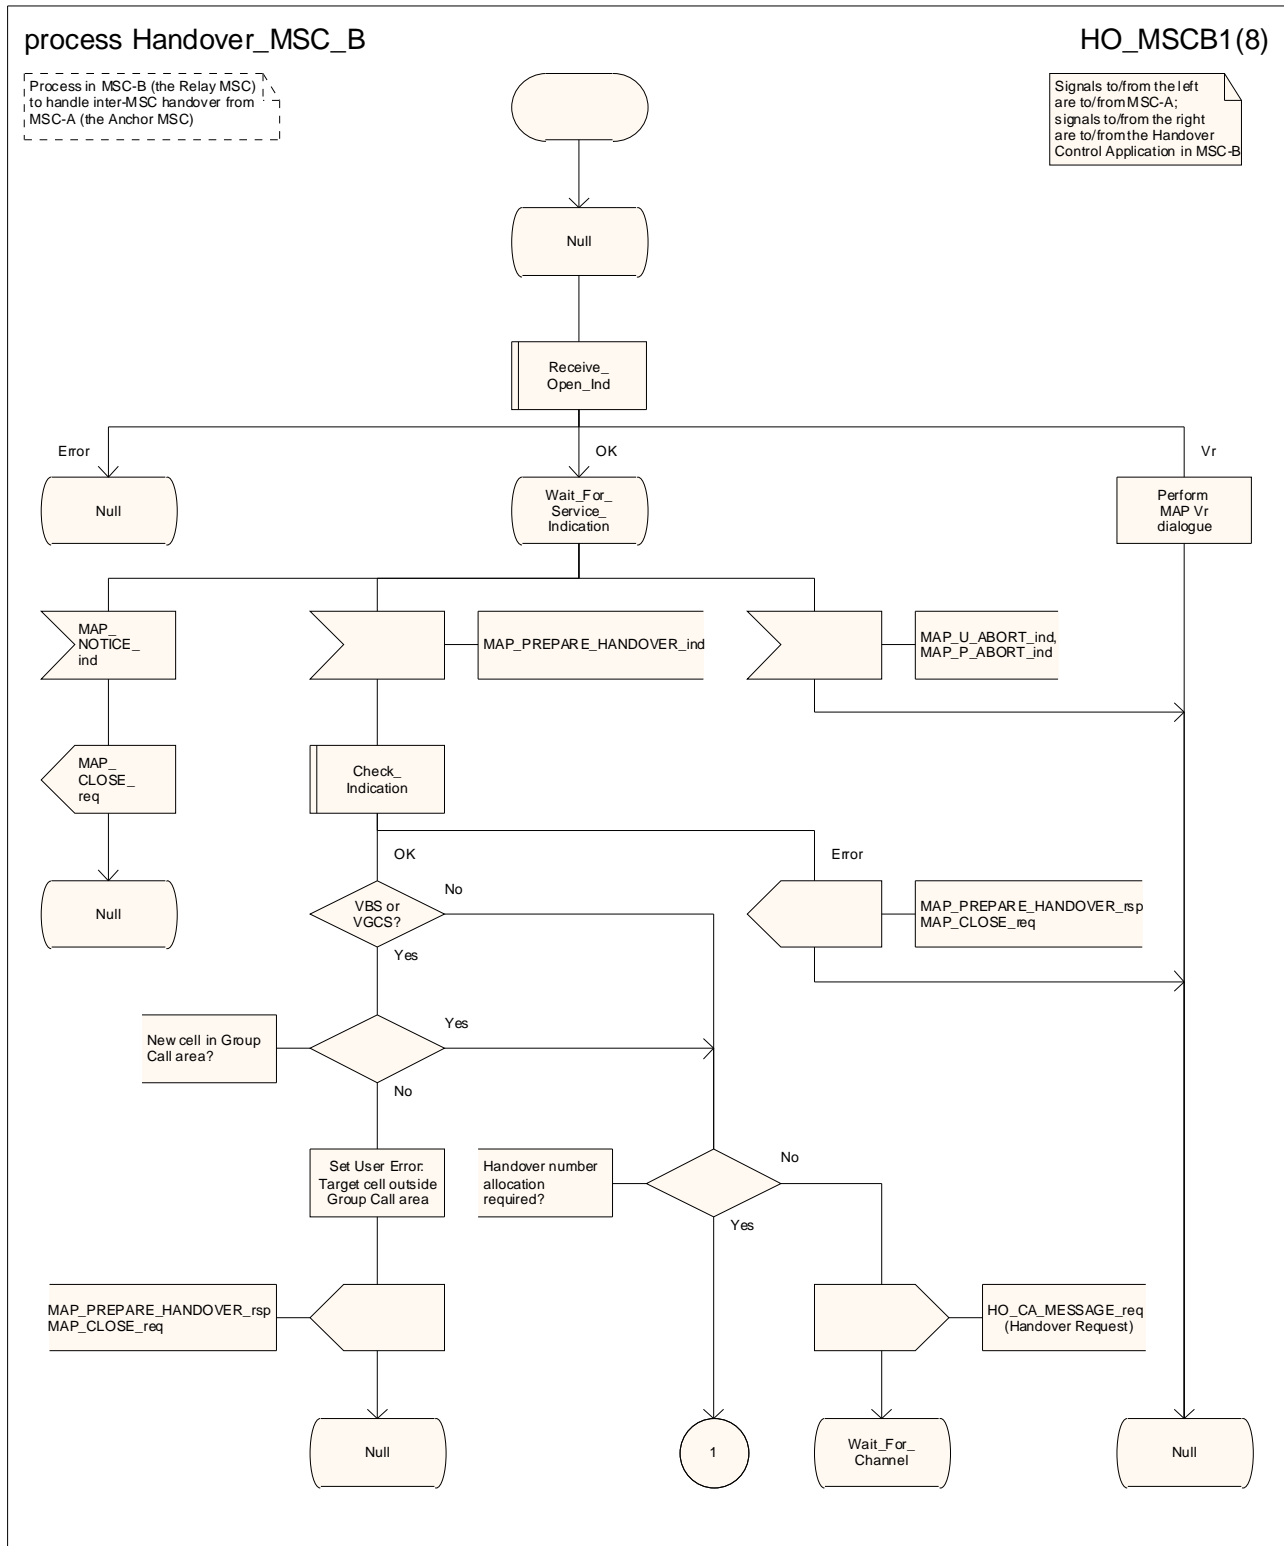 process Handover_MSC_B
HO_MSCB1(8)
Process in MSC-B (the Relay MSC)
to handle inter-MSC handover from
MSC-A (the Anchor MSC)
Signals to/from the left
are to/from MSC-A;
signals to/from the right
are to/from the Handover
Control Application in MSC-B
Null
Receive_
Open_Ind
Error
OK
Vr
Null
Wait_For_
Service_
Indication
Perform
MAP Vr
dialogue
MAP_
NOTICE_
ind
MAP_PREPARE_HANDOVER_ind
MAP_U_ABORT_ind,
MAP_P_ABORT_ind
MAP_
CLOSE_
req
Check_
Indication
OK
Error
Null
VBS or
VGCS?
No
Yes
MAP_PREPARE_HANDOVER_rsp
MAP_CLOSE_req
New cell in Group
Call area?
Yes
No
Set User Error:
Target cell outside
Group Call area
Handover number
allocation
required?
No
Yes
MAP_PREPARE_HANDOVER_rsp
MAP_CLOSE_req
HO_CA_MESSAGE_req
(Handover Request)
Null
1
Wait_For_
Channel
Null